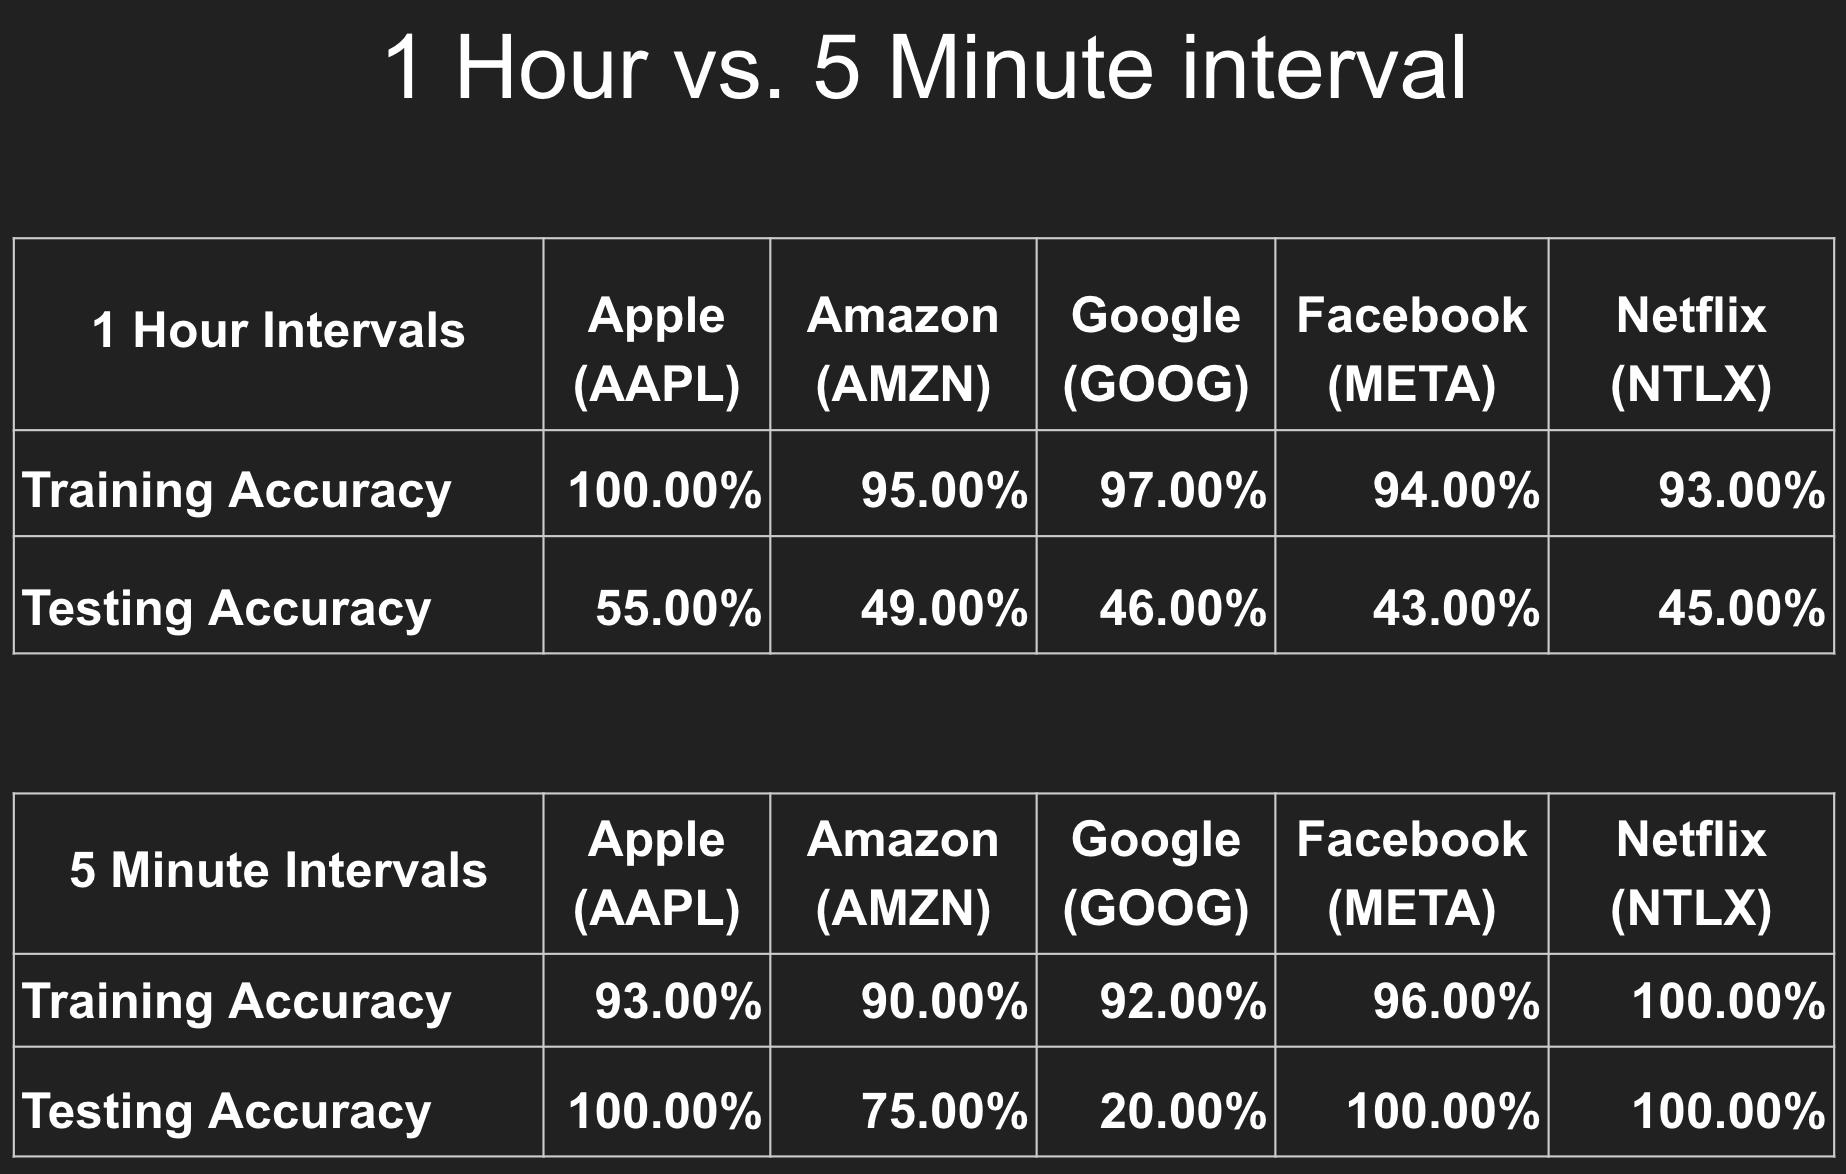 1 Hour vs. 5 Minute interval
1 Hour Intervals
Apple
(AAPL)
Amazon
(AMZN)
Google
(GOOG)
Facebook
(META)
Netflix
(NTLX)
Training Accuracy 100.00% 95.00% 97.00% 94.00% 93.00%
Testing Accuracy 55.00% 49.00% 46.00% 43.00% 45.00%
5 Minute Intervals
Apple
(AAPL)
Amazon
(AMZN)
Google
(GOOG)
Facebook
(META)
Netflix
(NTLX)
Training Accuracy 93.00% 90.00% 92.00% 96.00% 100.00%
Testing Accuracy 100.00% 75.00% 20.00% 100.00% 100.00%